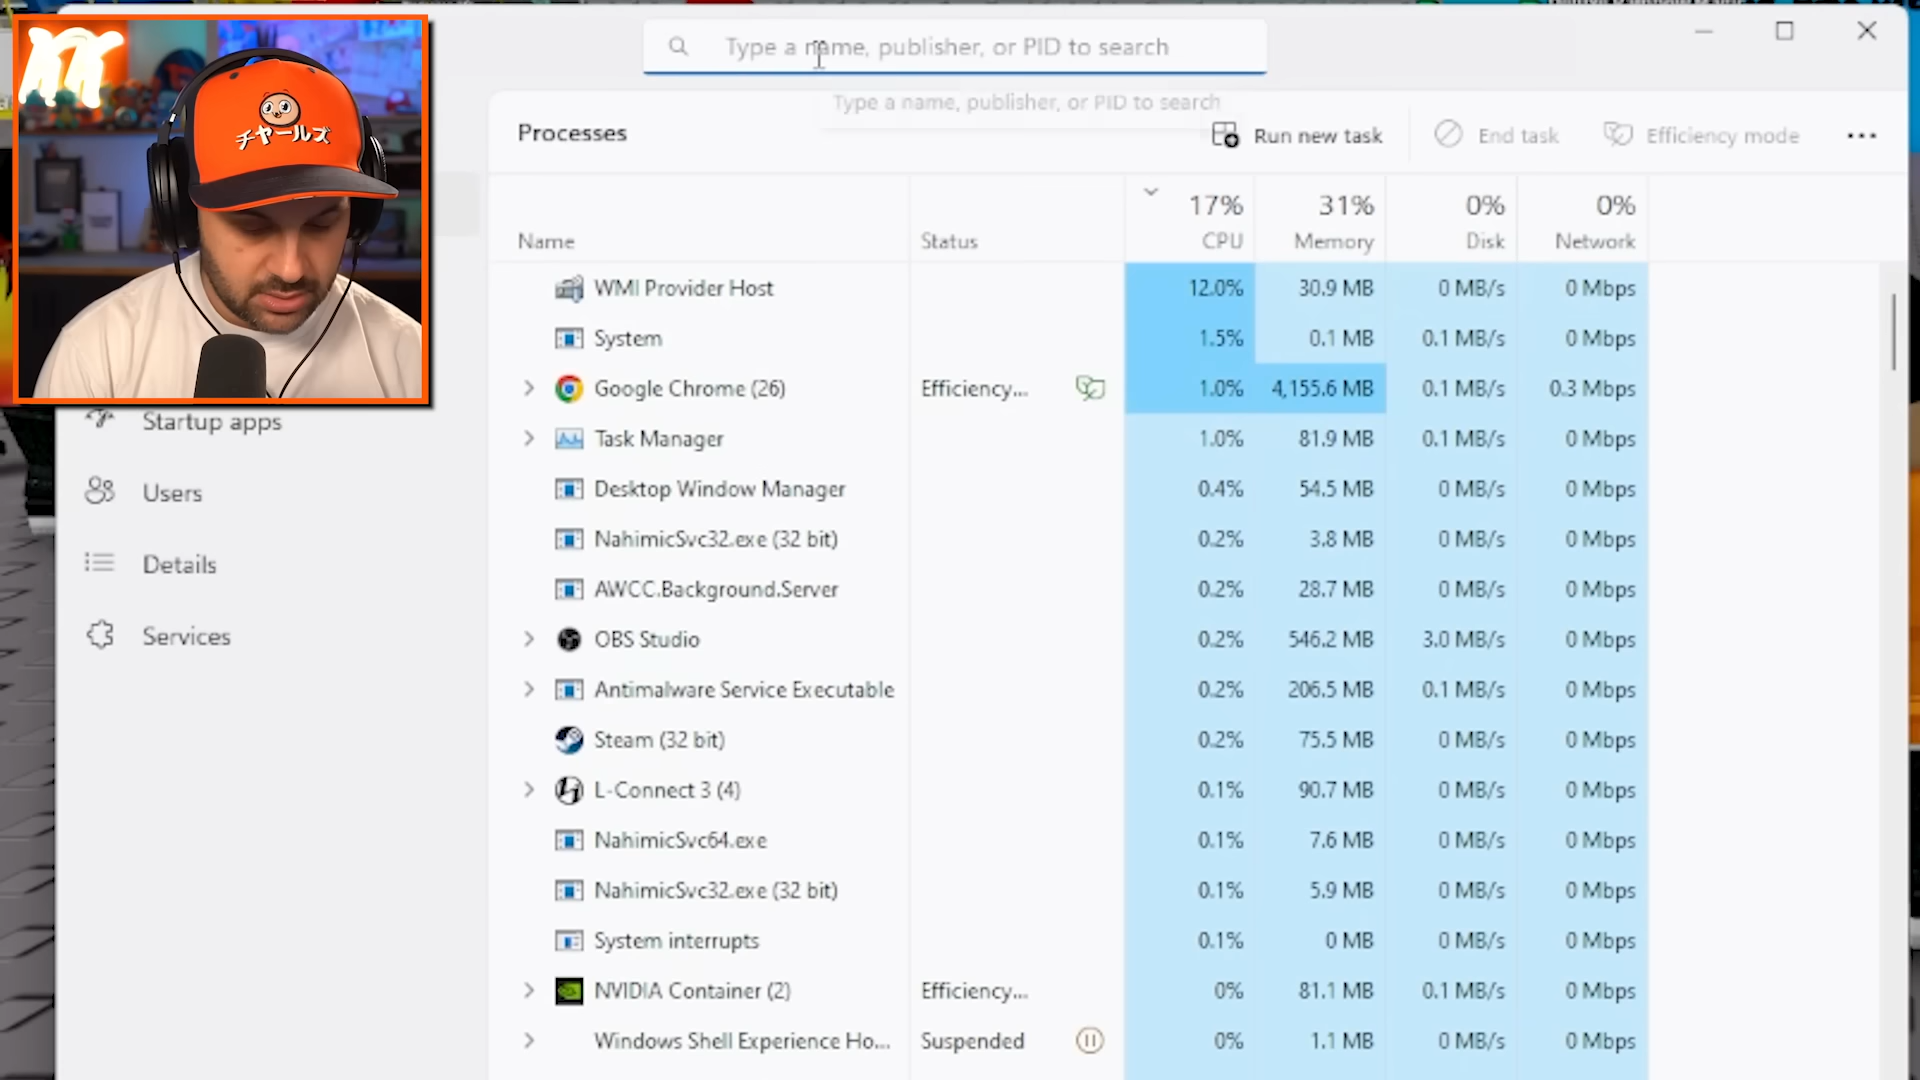 Type a name, publisher, or PID to search
Type a name, publisher, or PID to search
チャールズ
Processes
Run new task
End task
Efficiency mode
Name
Status
17%
CPU
31%
Memory
0%
Disk
0%
Network
WMI Provider Host 12.0% 30.9 MB 0 MB/s 0 Mbps
System 1.5% 0.1 MB 0.1 MB/s 0 Mbps
Google Chrome (26) Efficiency... 1.0% 4,155.6 MB 0.1 MB/s 0.3 Mbps
Task Manager 1.0% 81.9 MB 0.1 MB/s 0 Mbps
Desktop Window Manager 0.4% 54.5 MB 0 MB/s 0 Mbps
NahimicSvc32.exe (32 bit) 0.2% 3.8 MB 0 MB/s 0 Mbps
AWCC.Background.Server 0.2% 28.7 MB 0 MB/s 0 Mbps
OBS Studio 0.2% 546.2 MB 3.0 MB/s 0 Mbps
Antimalware Service Executable 0.2% 206.5 MB 0.1 MB/s 0 Mbps
Steam (32 bit) 0.2% 75.5 MB 0 MB/s 0 Mbps
L-Connect 3 (4) 0.1% 90.7 MB 0 MB/s 0 Mbps
NahimicSvc64.exe 0.1% 7.6 MB 0 MB/s 0 Mbps
NahimicSvc32.exe (32 bit) 0.1% 5.9 MB 0 MB/s 0 Mbps
System interrupts 0.1% 0 MB 0 MB/s 0 Mbps
NVIDIA Container (2) Efficiency... 0% 81.1 MB 0.1 MB/s 0 Mbps
Windows Shell Experience Ho... Suspended 0% 1.1 MB 0 MB/s 0 Mbps
Startup apps
Users
Details
Services